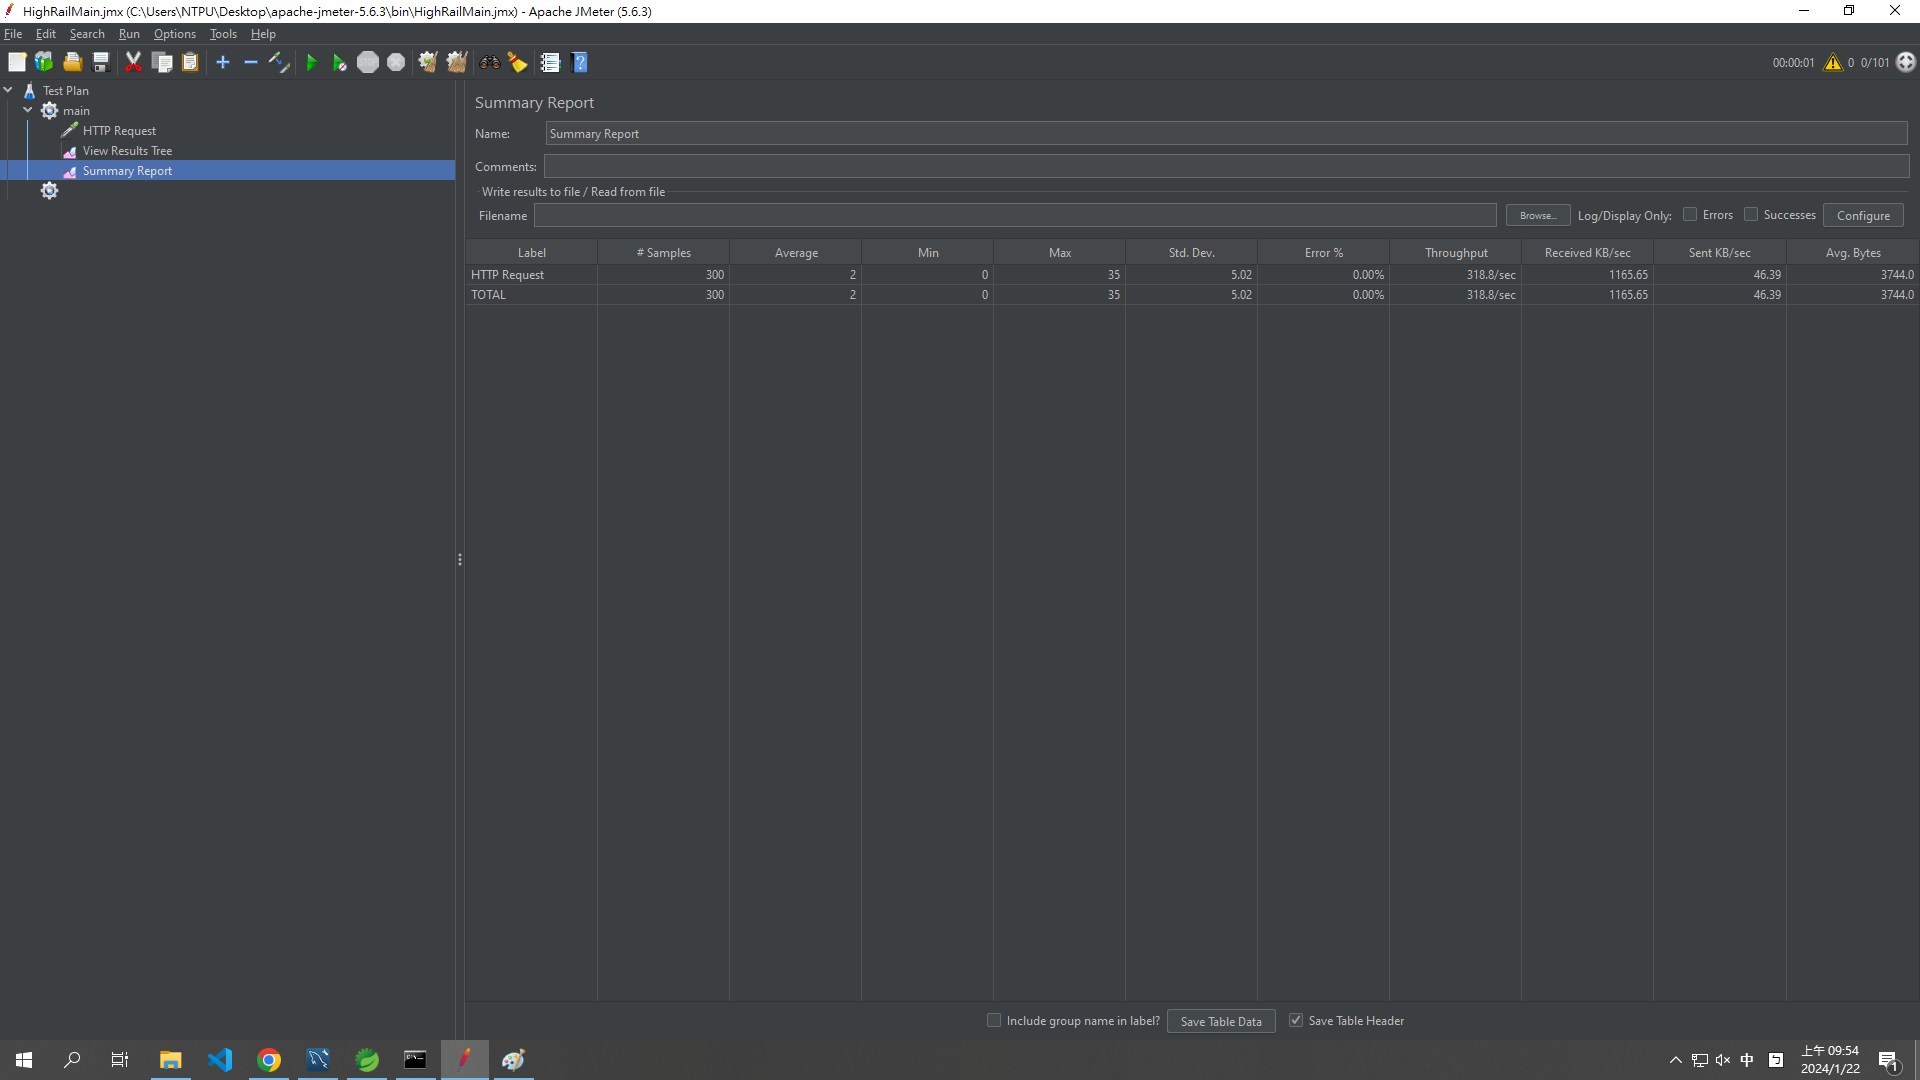 HighRailMain.jmx (C:\Users\NTPU\Desktop\apache-jmeter-5.6.3\bin\HighRailMain.jmx) - Apache JMeter (5.6.3)
File Edit Search Run Options Tools Help
00:00:01 0 0/101
Test Plan
main
HTTP Request
View Results Tree
Summary Report
Summary Report
Name: Summary Report
Comments:
Write results to file / Read from file
Filename Browse... Log/Display Only: Errors Successes Configure
Label # Samples Average Min Max Std. Dev. Error % Throughput Received KB/sec Sent KB/sec Avg. Bytes
HTTP Request 300 2 0 35 5.02 0.00% 318.8/sec 1165.65 46.39 3744.0
TOTAL 300 2 0 35 5.02 0.00% 318.8/sec 1165.65 46.39 3744.0
Include group name in label? Save Table Data Save Table Header
中 ㄅ 上午 09:54
2024/1/22 1